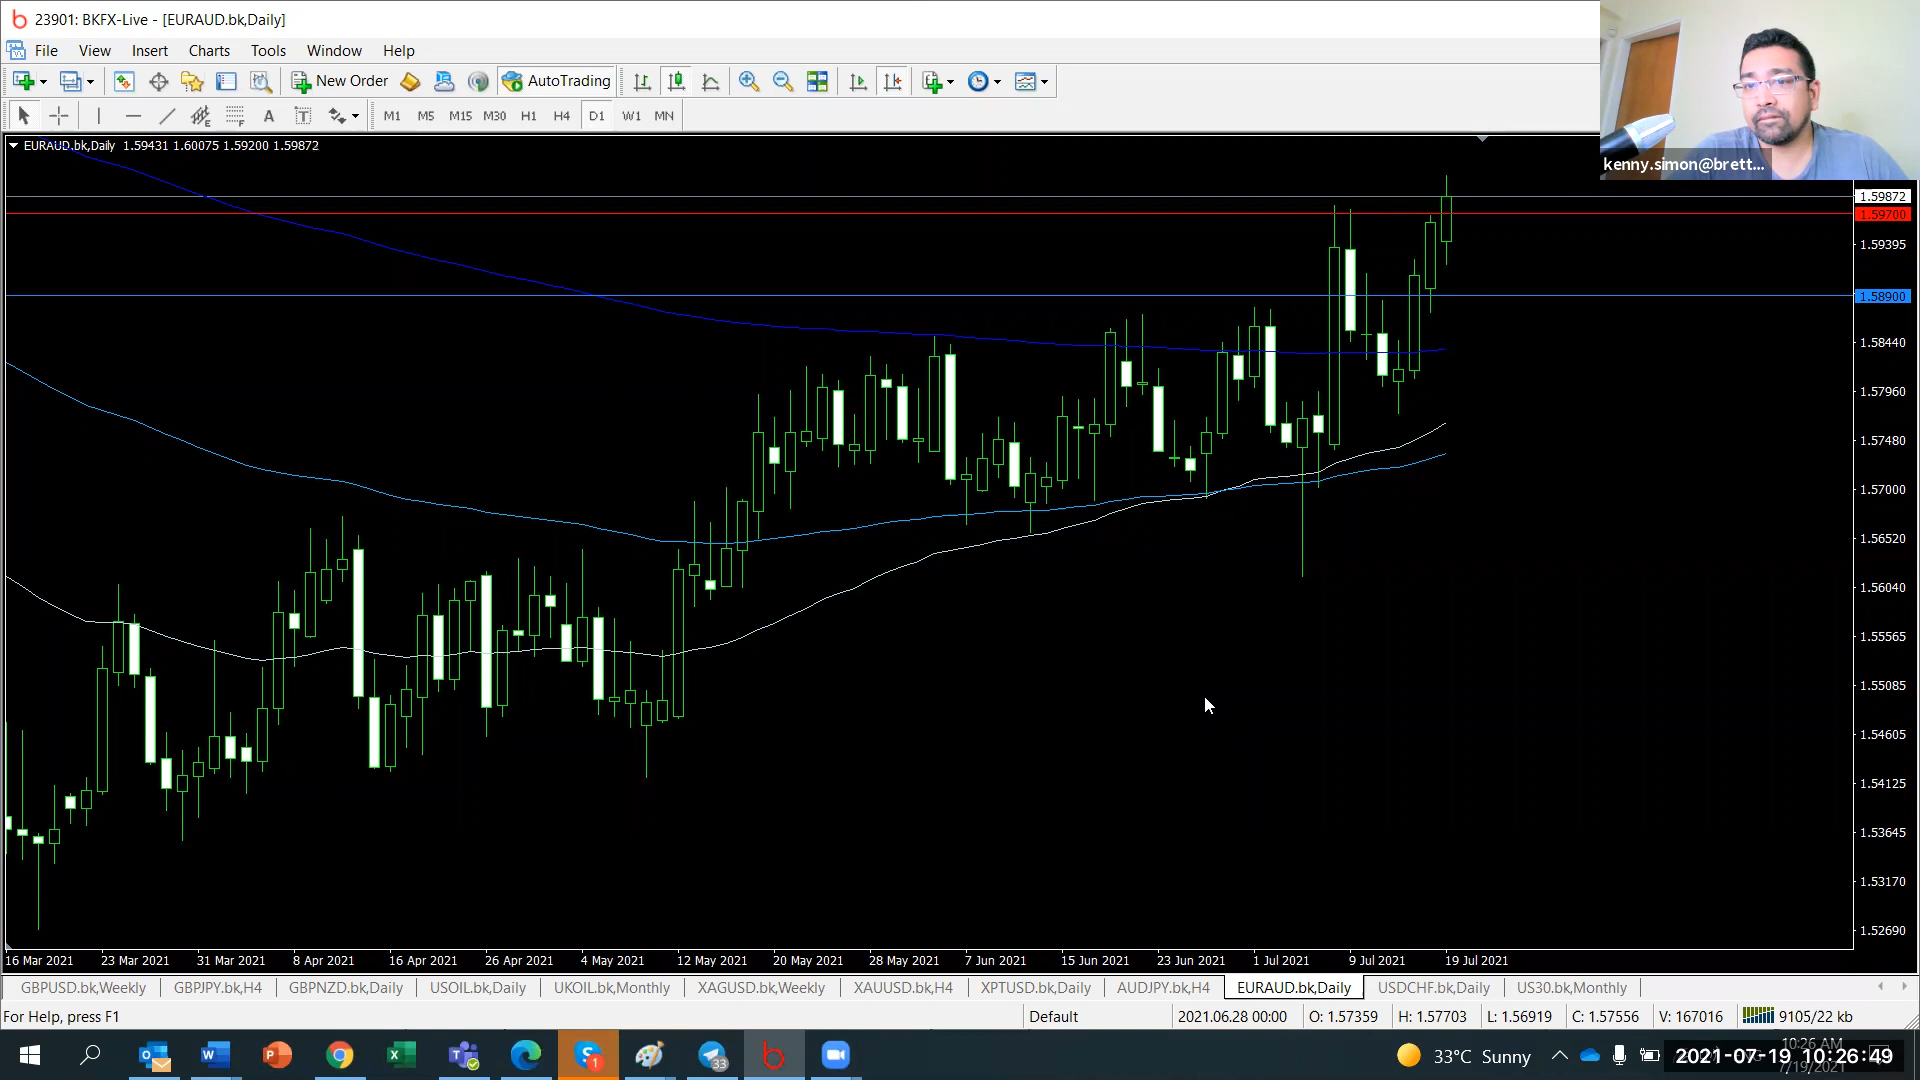 23901: BKFX-Live - [EURAUD.bk,Daily]
File View Insert Charts Tools Window Help
New Order AutoTrading
A T M1 M5 M15 M30 H1 H4 D1 W1 MN
kenny.simon@brett...
EURAUD.bk,Daily 1.59431 1.60075 1.59200 1.59872
1.59872
1.59700
1.59395
1.58900
1.58440
1.57960
1.57480
1.57000
1.56520
1.56040
1.55565
1.55085
1.54605
1.54125
1.53645
1.53170
1.52690
16 Mar 2021 23 Mar 2021 31 Mar 2021 8 Apr 2021 16 Apr 2021 26 Apr 2021 4 May 2021 12 May 2021 20 May 2021 28 May 2021 7 Jun 2021 15 Jun 2021 23 Jun 2021 1 Jul 2021 9 Jul 2021 19 Jul 2021
GBPUSD.bk,Weekly GBPJPY.bk,H4 GBPNZD.bk,Daily USOIL.bk,Daily UKOIL.bk,Monthly XAGUSD.bk,Weekly XAUUSD.bk,H4 XPTUSD.bk,Daily AUDJPY.bk,H4 EURAUD.bk,Daily USDCHF.bk,Daily US30.bk,Monthly
For Help, press F1 Default 2021.06.28 00:00 O: 1.57359 H: 1.57703 L: 1.56919 C: 1.57556 V: 167016 9105/22 kb
33°C Sunny
10:26 AM
2021-07-19 10:26:49
7/19/2021